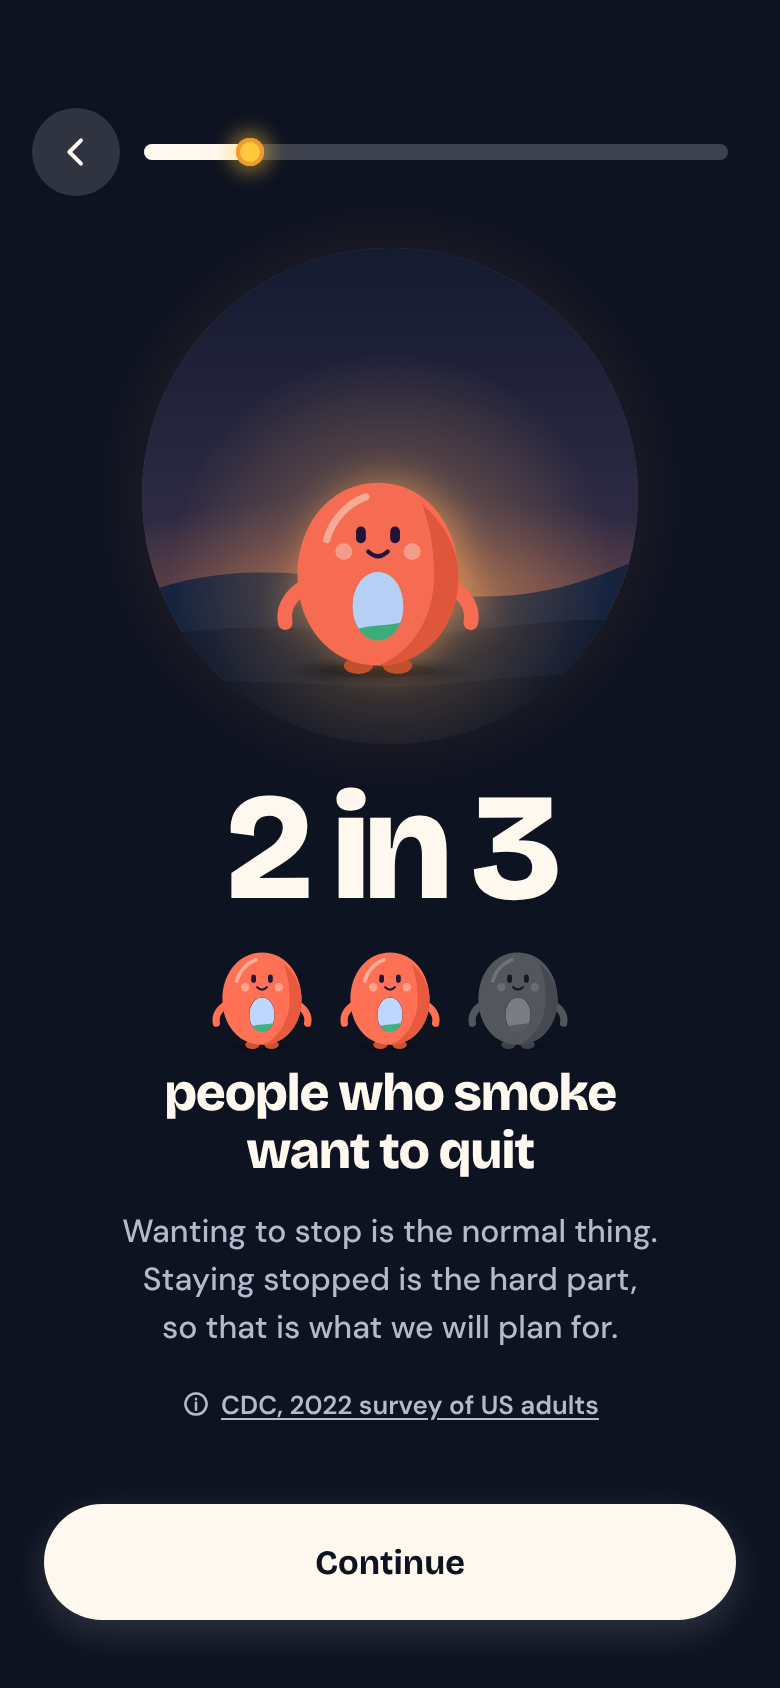 2 in 3
people who smoke
want to quit
Wanting to stop is the normal thing.
Staying stopped is the hard part,
so that is what we will plan for.
CDC, 2022 survey of US adults
Continue